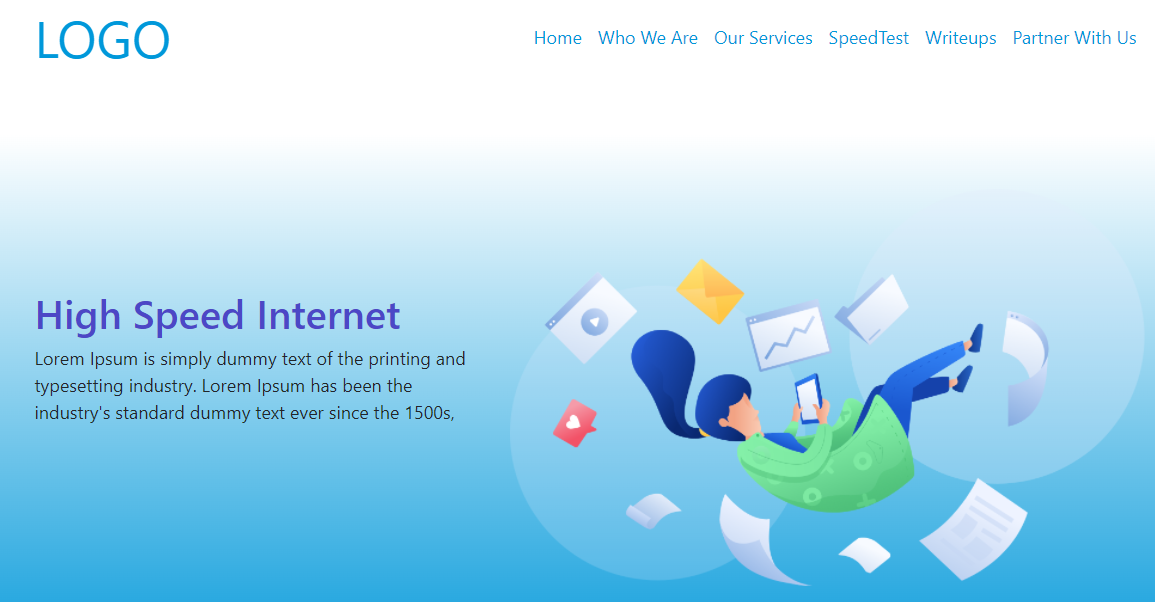 LOGO
Home Who We Are Our Services SpeedTest Writeups Partner With Us
High Speed Internet
Lorem Ipsum is simply dummy text of the printing and
typesetting industry. Lorem Ipsum has been the
industry's standard dummy text ever since the 1500s,